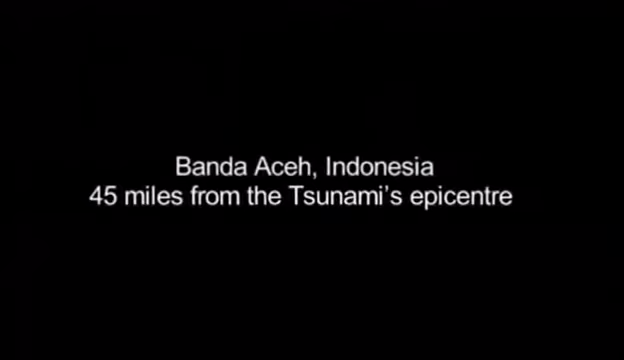 Banda Aceh, Indonesia
45 miles from the Tsunami's epicentre